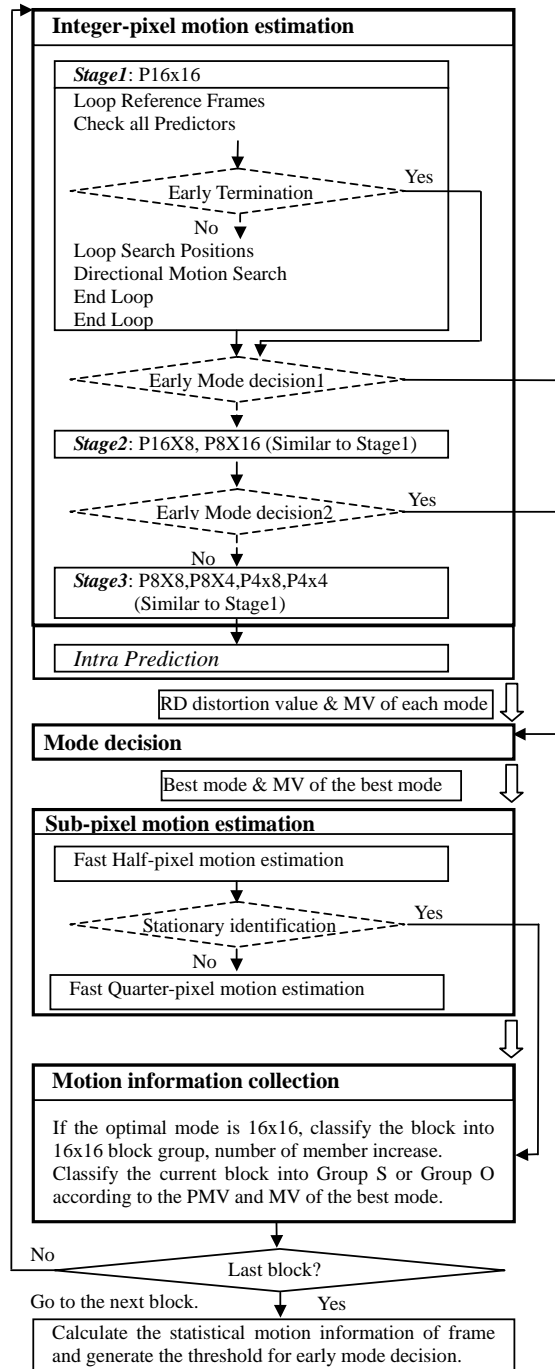 Integer-pixel motion estimation
Stage1: P16x16
Loop Reference Frames
Check all Predictors
Early Termination
Yes
No
Loop Search Positions
Directional Motion Search
End Loop
End Loop
Early Mode decision1
Stage2: P16X8, P8X16 (Similar to Stage1)
Early Mode decision2
Yes
No
Stage3: P8X8,P8X4,P4x8,P4x4
(Similar to Stage1)
Intra Prediction
RD distortion value & MV of each mode
Mode decision
Best mode & MV of the best mode
Sub-pixel motion estimation
Fast Half-pixel motion estimation
Stationary identification
Yes
No
Fast Quarter-pixel motion estimation
Motion information collection
If the optimal mode is 16x16, classify the block into
16x16 block group, number of member increase.
Classify the current block into Group S or Group O
according to the PMV and MV of the best mode.
No
Last block?
Go to the next block.
Yes
Calculate the statistical motion information of frame
and generate the threshold for early mode decision.